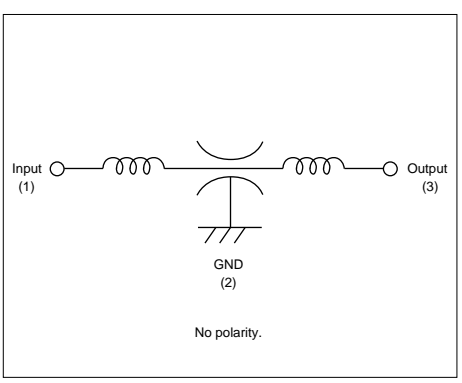 Input
(1)
Output
(3)
GND
(2)
No polarity.